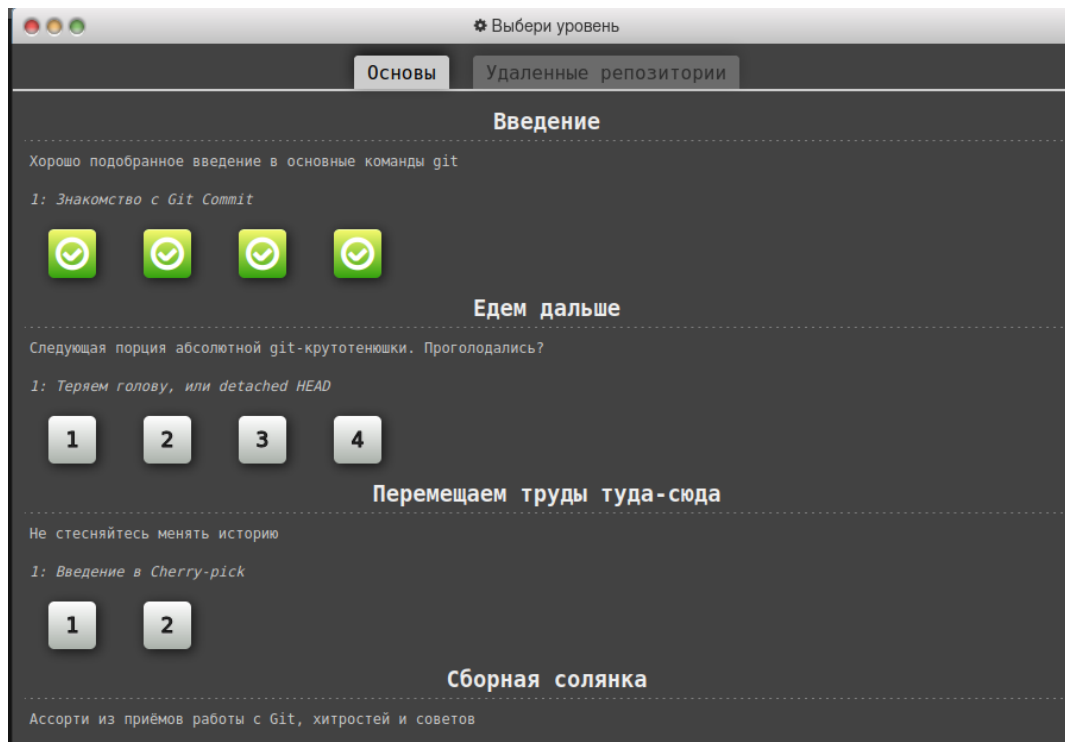 Выбери уровень
Основы Удаленные репозитории
Введение
Хорошо подобранное введение в основные команды git
1: Знакомство с Git Commit
Едем дальше
Следующая порция абсолютной git-крутотенюшки. Проголодались?
1: Теряем голову, или detached HEAD
1 2 3 4
Перемещаем труды туда-сюда
Не стесняйтесь менять историю
1: Введение в Cherry-pick
1 2
Сборная солянка
Ассорти из приёмов работы с Git, хитростей и советов